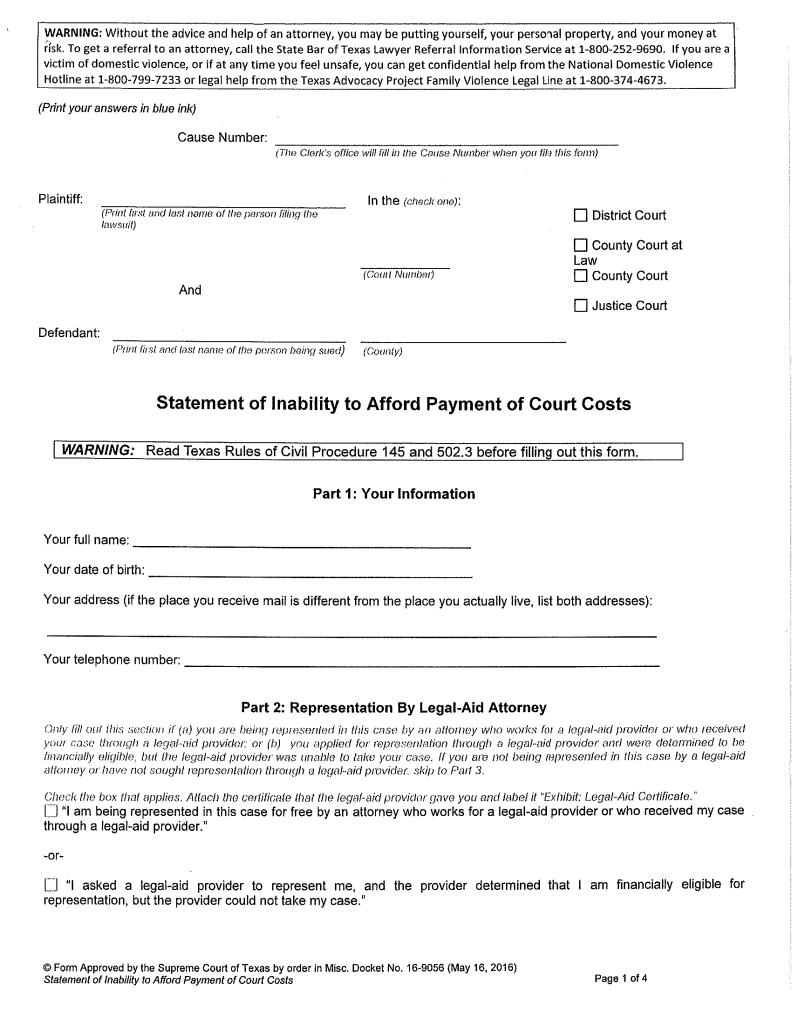 WARNING: Without the advice and help of an attorney, you may be putting yourself, your personal property, and your money at
risk. To get a referral to an attorney, call the State Bar of Texas Lawyer Referral Information Service at 1-800-252-9690. If you are a
victim of domestic violence, or if at any time you feel unsafe, you can get confidential help from the National Domestic Violence
Hotline at 1-800-799-7233 or legal help from the Texas Advocacy Project Family Violence Legal Line at 1-800-374-4673.
(Print your answers in blue ink)
Cause Number:
(The Clerk's office will fill in the Cause Number when you file this form)
Plaintiff:
(Print first and last name of the person filing the
lawsuit)
In the (check one):
District Court
County Court at
Law
(Court Number)
County Court
And
Justice Court
Defendant:
(Print first and last name of the person being sued)
(County)
Statement of Inability to Afford Payment of Court Costs
WARNING: Read Texas Rules of Civil Procedure 145 and 502.3 before filling out this form.
Part 1: Your Information
Your full name:
Your date of birth:
Your address (if the place you receive mail is different from the place you actually live, list both addresses):
Your telephone number:
Part 2: Representation By Legal-Aid Attorney
Only fill out this section if (a) you are being represented in this case by an attorney who works for a legal-aid provider or who received
your case through a legal-aid provider; or (b) you applied for representation through a legal-aid provider and were determined to be
financially eligible, but the legal-aid provider was unable to take your case. If you are not being represented in this case by a legal-aid
attorney or have not sought representation through a legal-aid provider, skip to Part 3.
Check the box that applies. Attach the certificate that the legal-aid provider gave you and label it "Exhibit: Legal-Aid Certificate."
"I am being represented in this case for free by an attorney who works for a legal-aid provider or who received my case
through a legal-aid provider."
-or-
"I asked a legal-aid provider to represent me, and the provider determined that I am financially eligible for
representation, but the provider could not take my case."
© Form Approved by the Supreme Court of Texas by order in Misc. Docket No. 16-9056 (May 16, 2016)
Statement of Inability to Afford Payment of Court Costs
Page 1 of 4